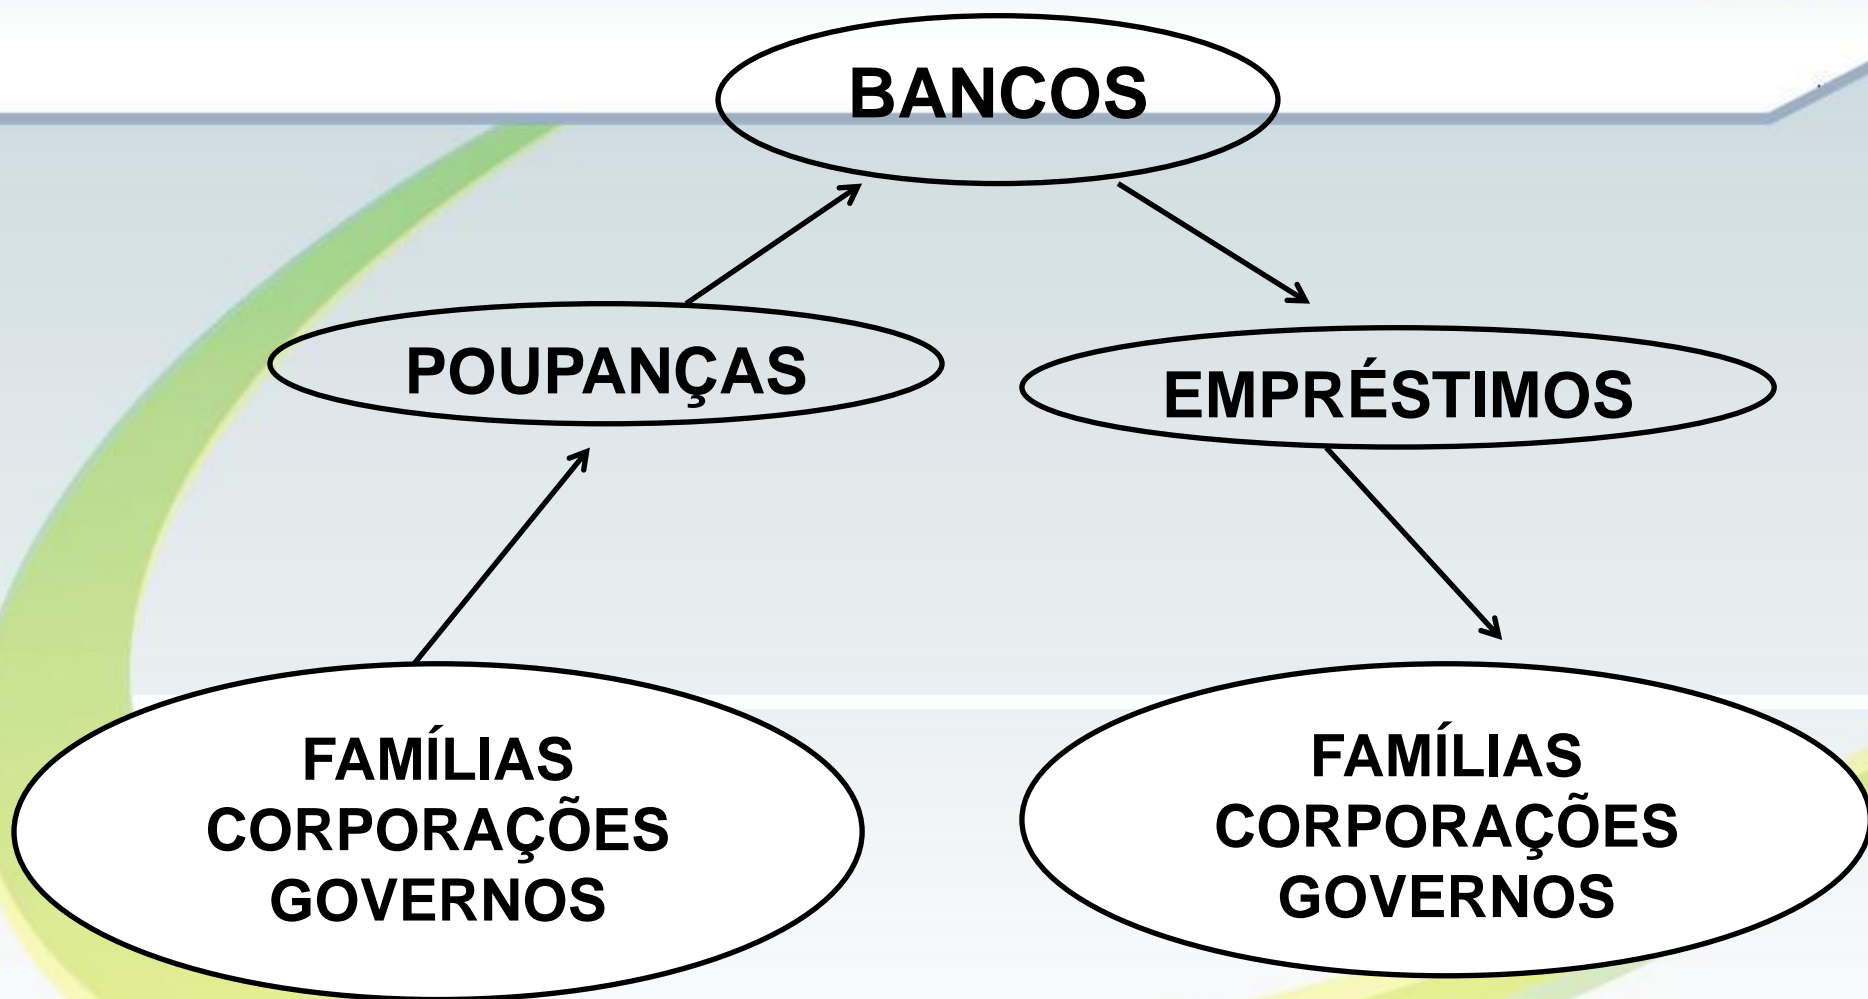 BANCOS
POUPANÇAS
EMPRÉSTIMOS
FAMÍLIAS
CORPORAÇÕES
GOVERNOS
FAMÍLIAS
CORPORAÇÕES
GOVERNOS